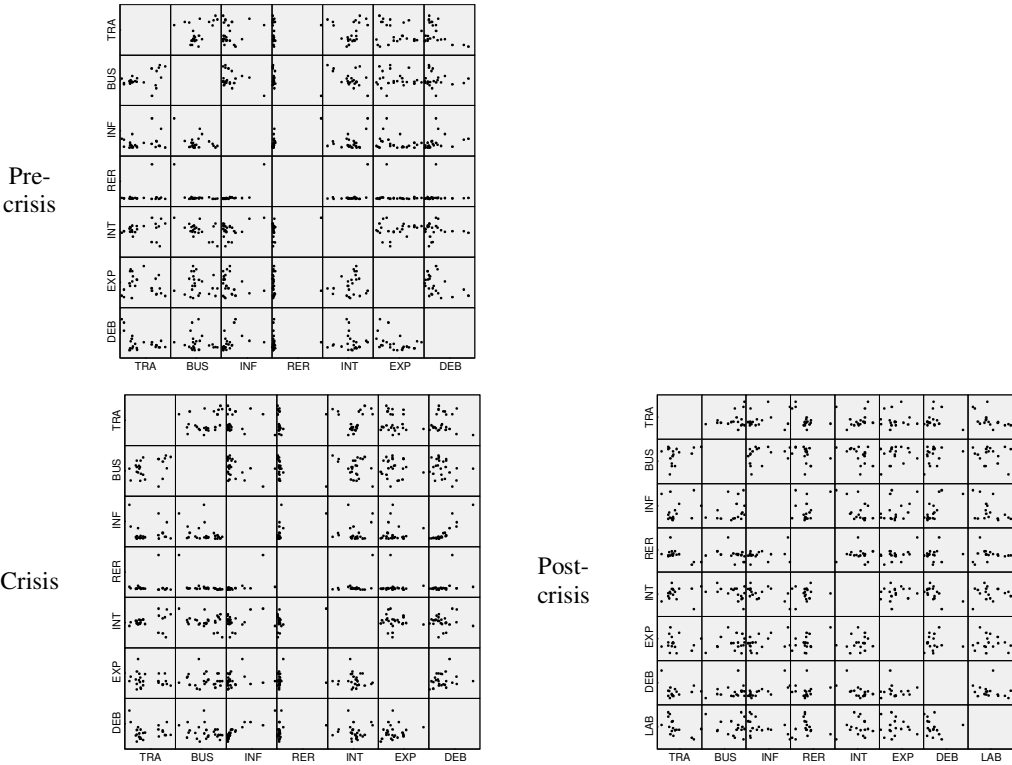 Pre-
crisis
TRA
BUS
INF
RER
INT
EXP
DEB
TRA BUS INF RER INT EXP DEB
Crisis
TRA
BUS
INF
RER
INT
EXP
DEB
TRA BUS INF RER INT EXP DEB
Post-
crisis
TRA
BUS
INF
RER
INT
EXP
DEB
LAB
TRA BUS INF RER INT EXP DEB LAB